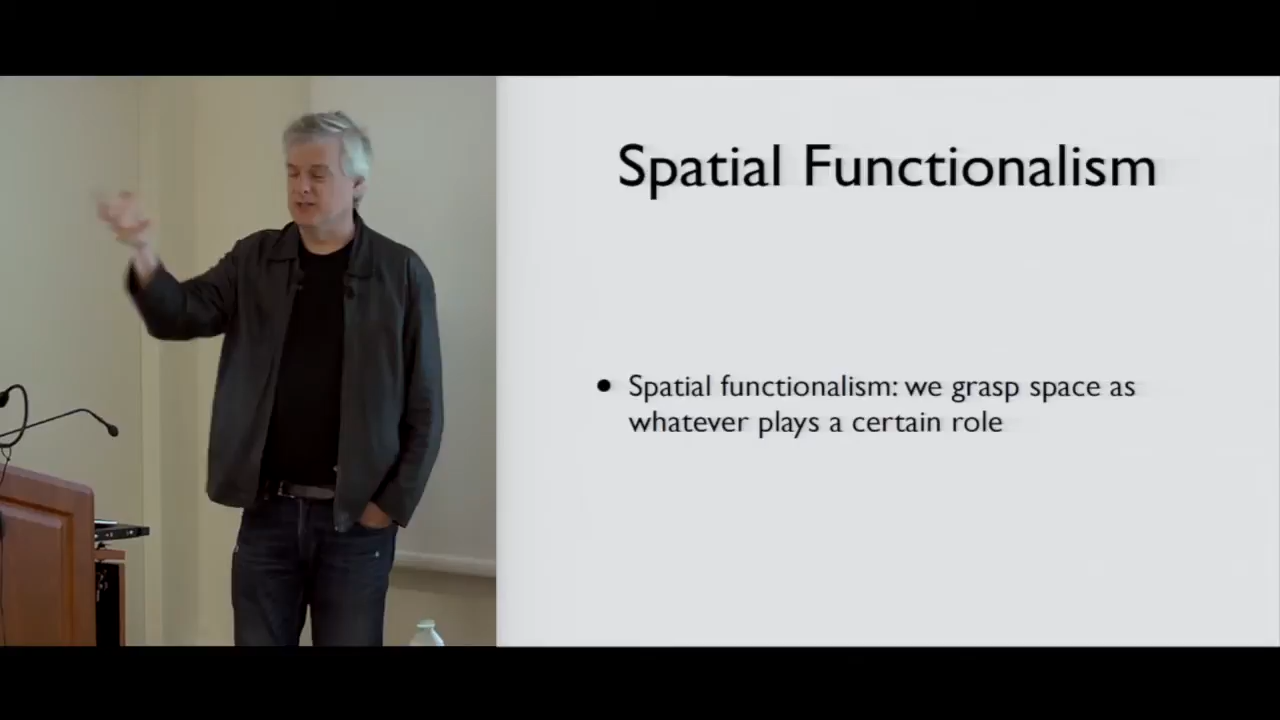 Spatial Functionalism
• Spatial functionalism: we grasp space as
whatever plays a certain role